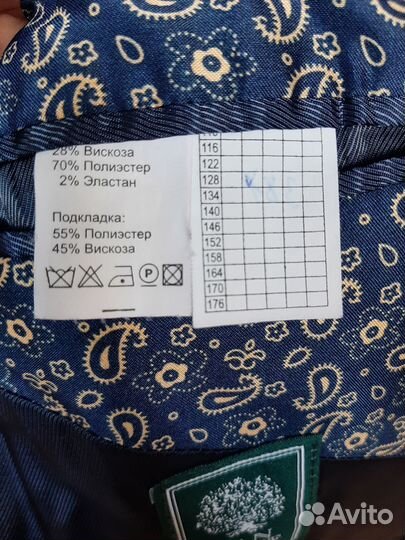 28% Вискоза
70% Полиэстер
2% Эластан
Подкладка:
55% Полиэстер
45% Вискоза
P
116
122
128
134
140
146
152
158
164
170
176
Avito